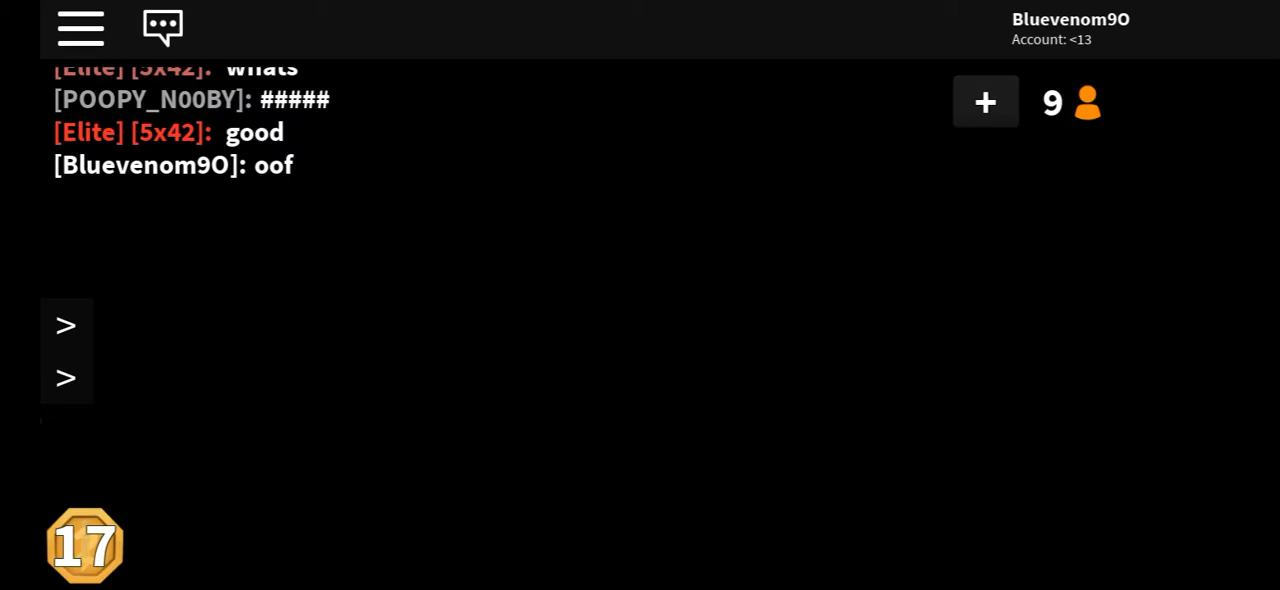 Bluevenom9O
Account: <13
[Elite] [5x42]: whats
[POOPY_N00BY]: #####
[Elite] [5x42]: good
[Bluevenom9O]: oof
+ 9
>
>
17